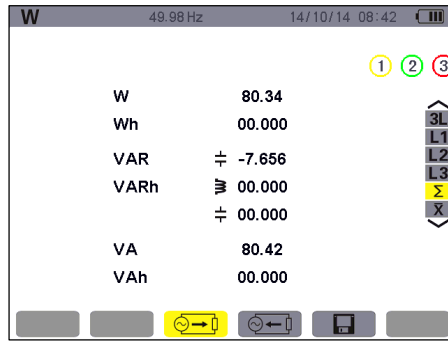 W 49.98 Hz 14/10/14 08:42
1 2 3
W 80.34
Wh 00.000
VAR -7.656
VARh 00.000
00.000
VA 80.42
VAh 00.000
3L
L1
L2
L3
Σ
X̄